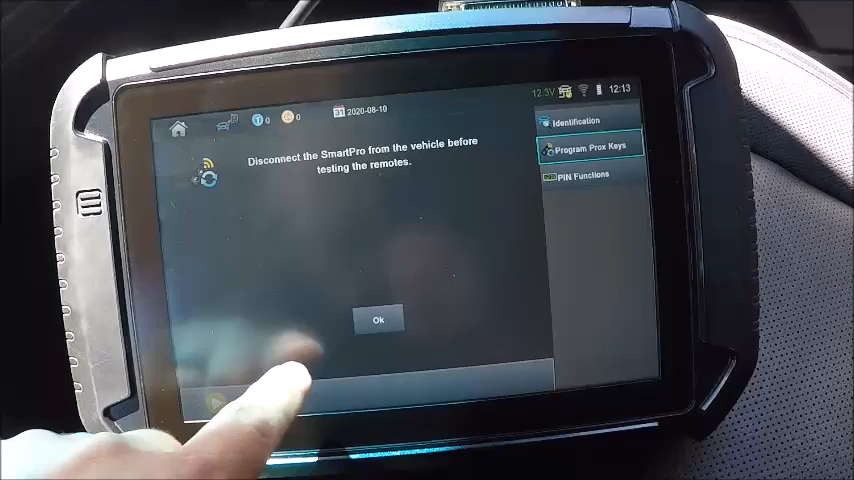 0
0
31
2020-08-10
12.3V
12:13
Disconnect the SmartPro from the vehicle before
testing the remotes.
Identification
Program Prox Keys
PIN Functions
Ok